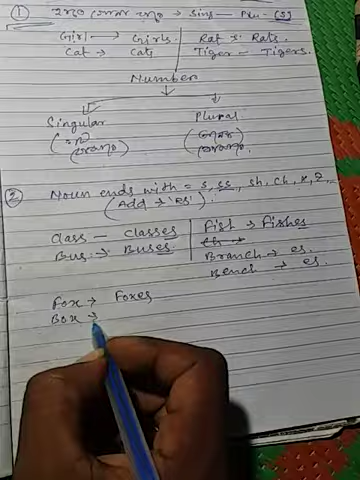 ① → Sing — Plu - (S)
Girl → Girls Rat → Rats.
Cat → Cats Tiger — Tigers.
Number
Singular Plural
② Noun ends with = s, ss, sh, ch, x, z, ..
(Add → 'es')
Class — Classes Fish → Fishes
Bus → Buses Ch →
Branch → es.
Bench → es.
Fox → Foxes
Box →